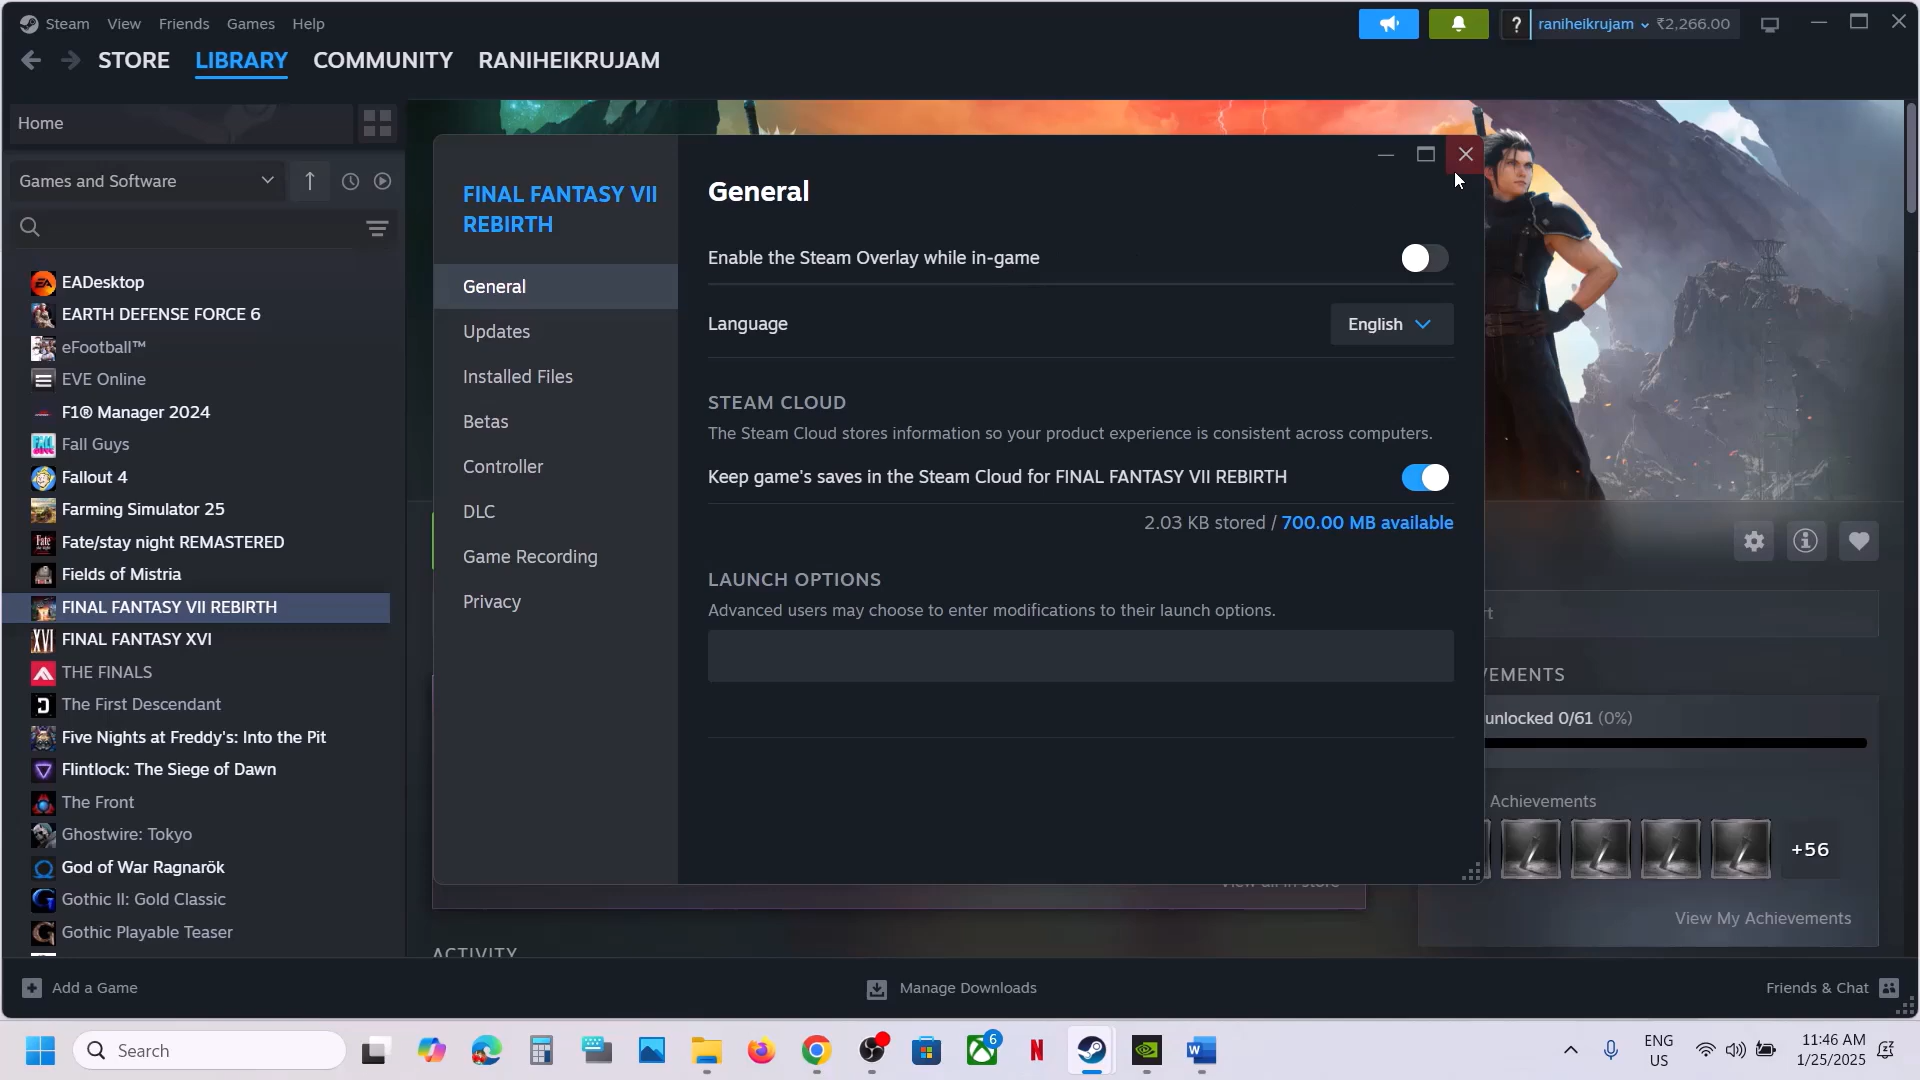 Steam View Friends Games Help
? raniheikrujam ₹2,266.00
STORE LIBRARY COMMUNITY RANIHEIKRUJAM
Home
Games and Software
EADesktop
EARTH DEFENSE FORCE 6
eFootball™
EVE Online
F1® Manager 2024
Fall Guys
Fallout 4
Farming Simulator 25
Fate/stay night REMASTERED
Fields of Mistria
FINAL FANTASY VII REBIRTH
FINAL FANTASY XVI
THE FINALS
The First Descendant
Five Nights at Freddy's: Into the Pit
Flintlock: The Siege of Dawn
The Front
Ghostwire: Tokyo
God of War Ragnarök
Gothic II: Gold Classic
Gothic Playable Teaser
FINAL FANTASY VII
REBIRTH
General
Updates
Installed Files
Betas
Controller
DLC
Game Recording
Privacy
General
Enable the Steam Overlay while in-game
Language English
STEAM CLOUD
The Steam Cloud stores information so your product experience is consistent across computers.
Keep game's saves in the Steam Cloud for FINAL FANTASY VII REBIRTH
2.03 KB stored / 700.00 MB available
LAUNCH OPTIONS
Advanced users may choose to enter modifications to their launch options.
unlocked 0/61 (0%)
Achievements
+56
View My Achievements
View all in store
ACTIVITY
Add a Game
Manage Downloads
Friends & Chat
Search
6
ENG
US
11:46 AM
1/25/2025